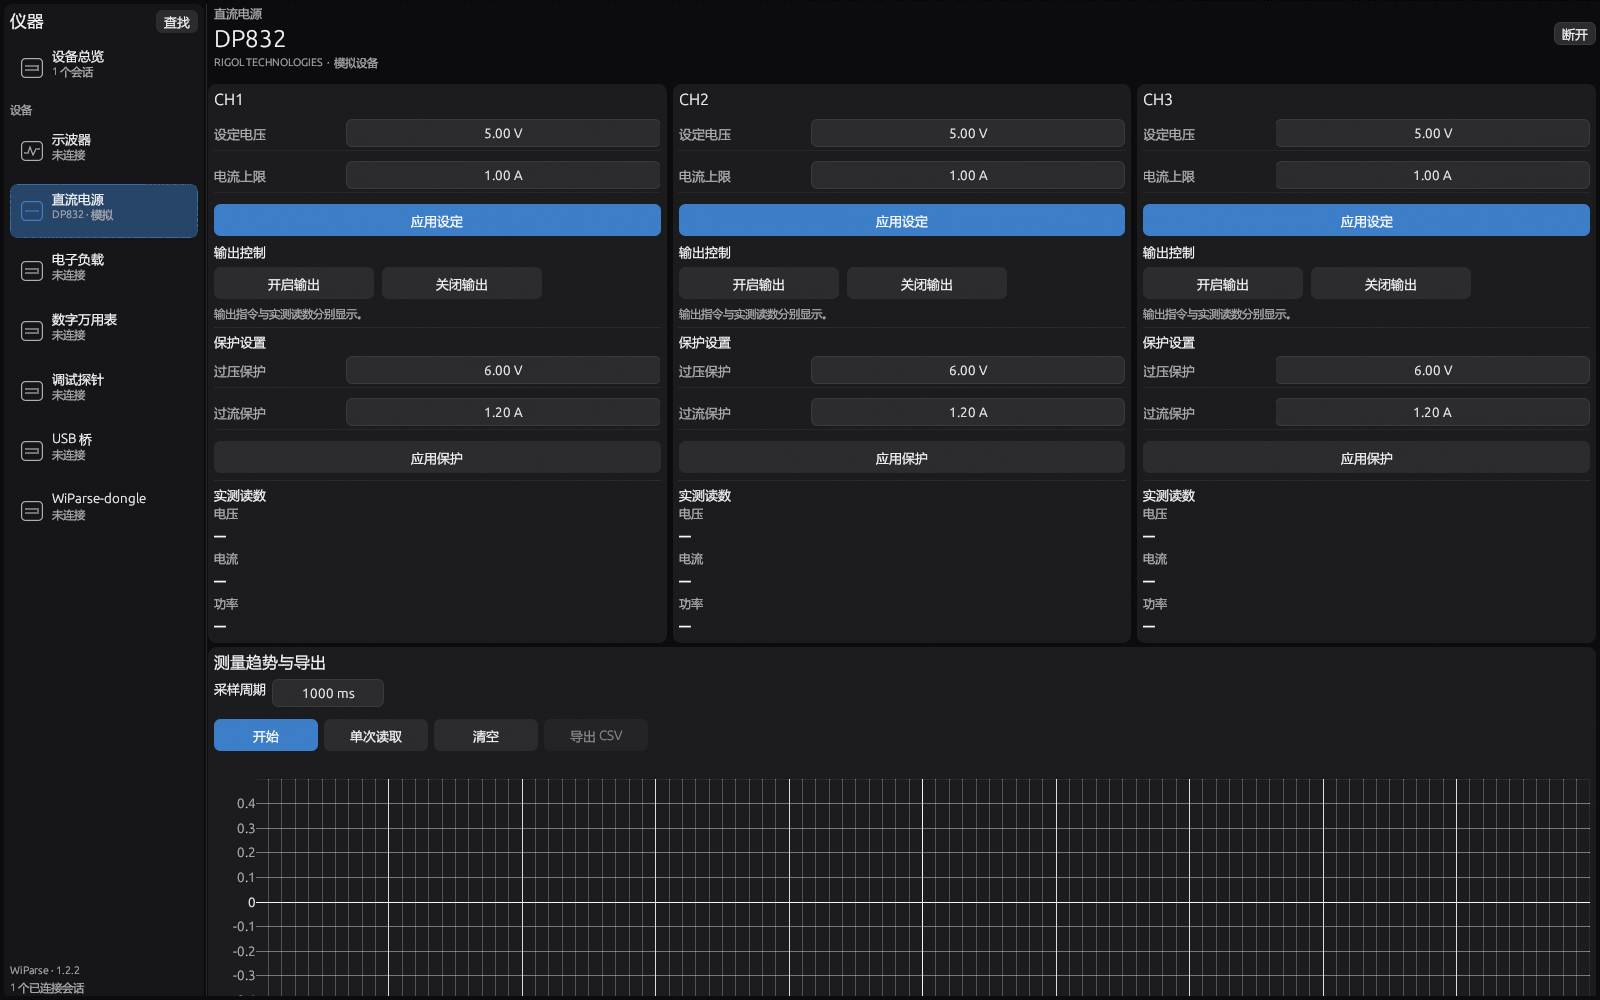 仪器
查找
设备总览
1 个会话
设备
示波器
未连接
直流电源
DP832 · 模拟
电子负载
未连接
数字万用表
未连接
调试探针
未连接
USB 桥
未连接
WiParse-dongle
未连接
WiParse · 1.2.2
1 个已连接会话
直流电源
DP832
RIGOL TECHNOLOGIES · 模拟设备
断开
CH1
设定电压
5.00 V
电流上限
1.00 A
应用设定
输出控制
开启输出
关闭输出
输出指令与实测读数分别显示。
保护设置
过压保护
6.00 V
过流保护
1.20 A
应用保护
实测读数
电压
—
电流
—
功率
—
CH2
设定电压
5.00 V
电流上限
1.00 A
应用设定
输出控制
开启输出
关闭输出
输出指令与实测读数分别显示。
保护设置
过压保护
6.00 V
过流保护
1.20 A
应用保护
实测读数
电压
—
电流
—
功率
—
CH3
设定电压
5.00 V
电流上限
1.00 A
应用设定
输出控制
开启输出
关闭输出
输出指令与实测读数分别显示。
保护设置
过压保护
6.00 V
过流保护
1.20 A
应用保护
实测读数
电压
—
电流
—
功率
—
测量趋势与导出
采样周期
1000 ms
开始
单次读取
清空
导出 CSV
0.4
0.3
0.2
0.1
0
-0.1
-0.2
-0.3